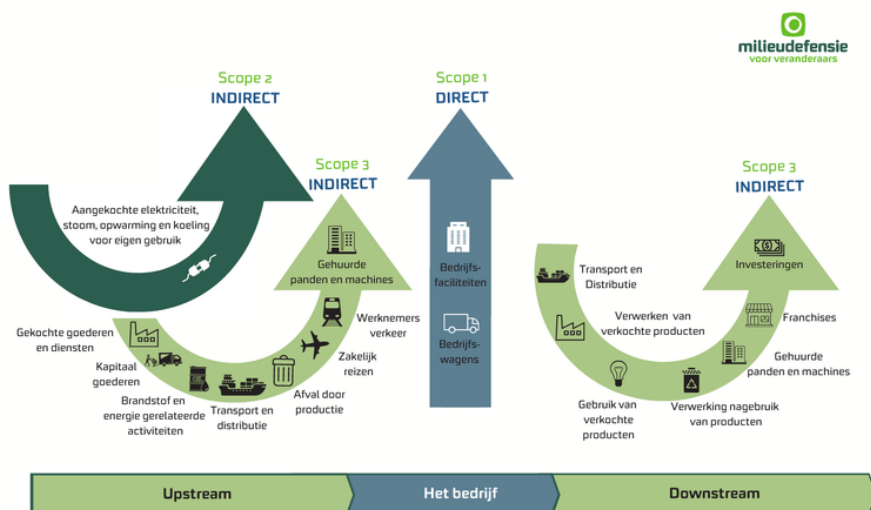 milieudefensie
voor veranderaars
Scope 2
INDIRECT
Aangekochte elektriciteit,
stoom, opwarming en koeling
voor eigen gebruik
Scope 3
INDIRECT
Gekochte goederen
en diensten
Kapitaal
goederen
Brandstof en
energie gerelateerde
activiteiten
Transport en
distributie
Afval door
productie
Zakelijk
reizen
Werknemers
verkeer
Gehuurde
panden en machines
Scope 1
DIRECT
Bedrijfs-
faciliteiten
Bedrijfs-
wagens
Scope 3
INDIRECT
Transport en
Distributie
Verwerken van
verkochte producten
Gebruik van
verkochte
producten
Verwerking nagebruik
van producten
Gehuurde
panden en machines
Franchises
Investeringen
Upstream
Het bedrijf
Downstream